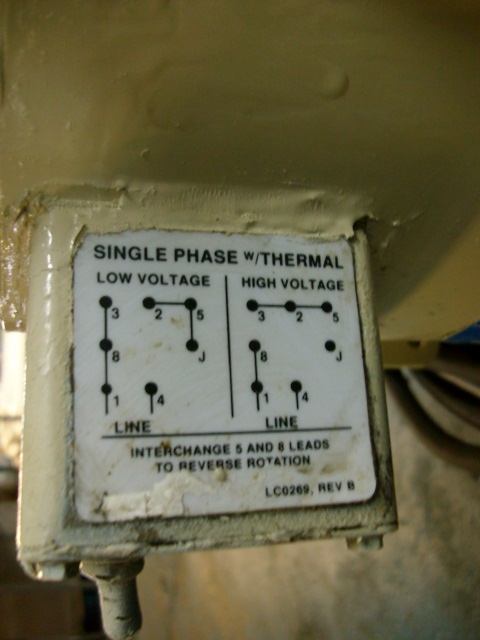 SINGLE PHASE W/THERMAL
LOW VOLTAGE HIGH VOLTAGE
3 2 5 3 2 5
8 J 8 J
1 4 1 4
LINE LINE
INTERCHANGE 5 AND 8 LEADS
TO REVERSE ROTATION
LC0269, REV B